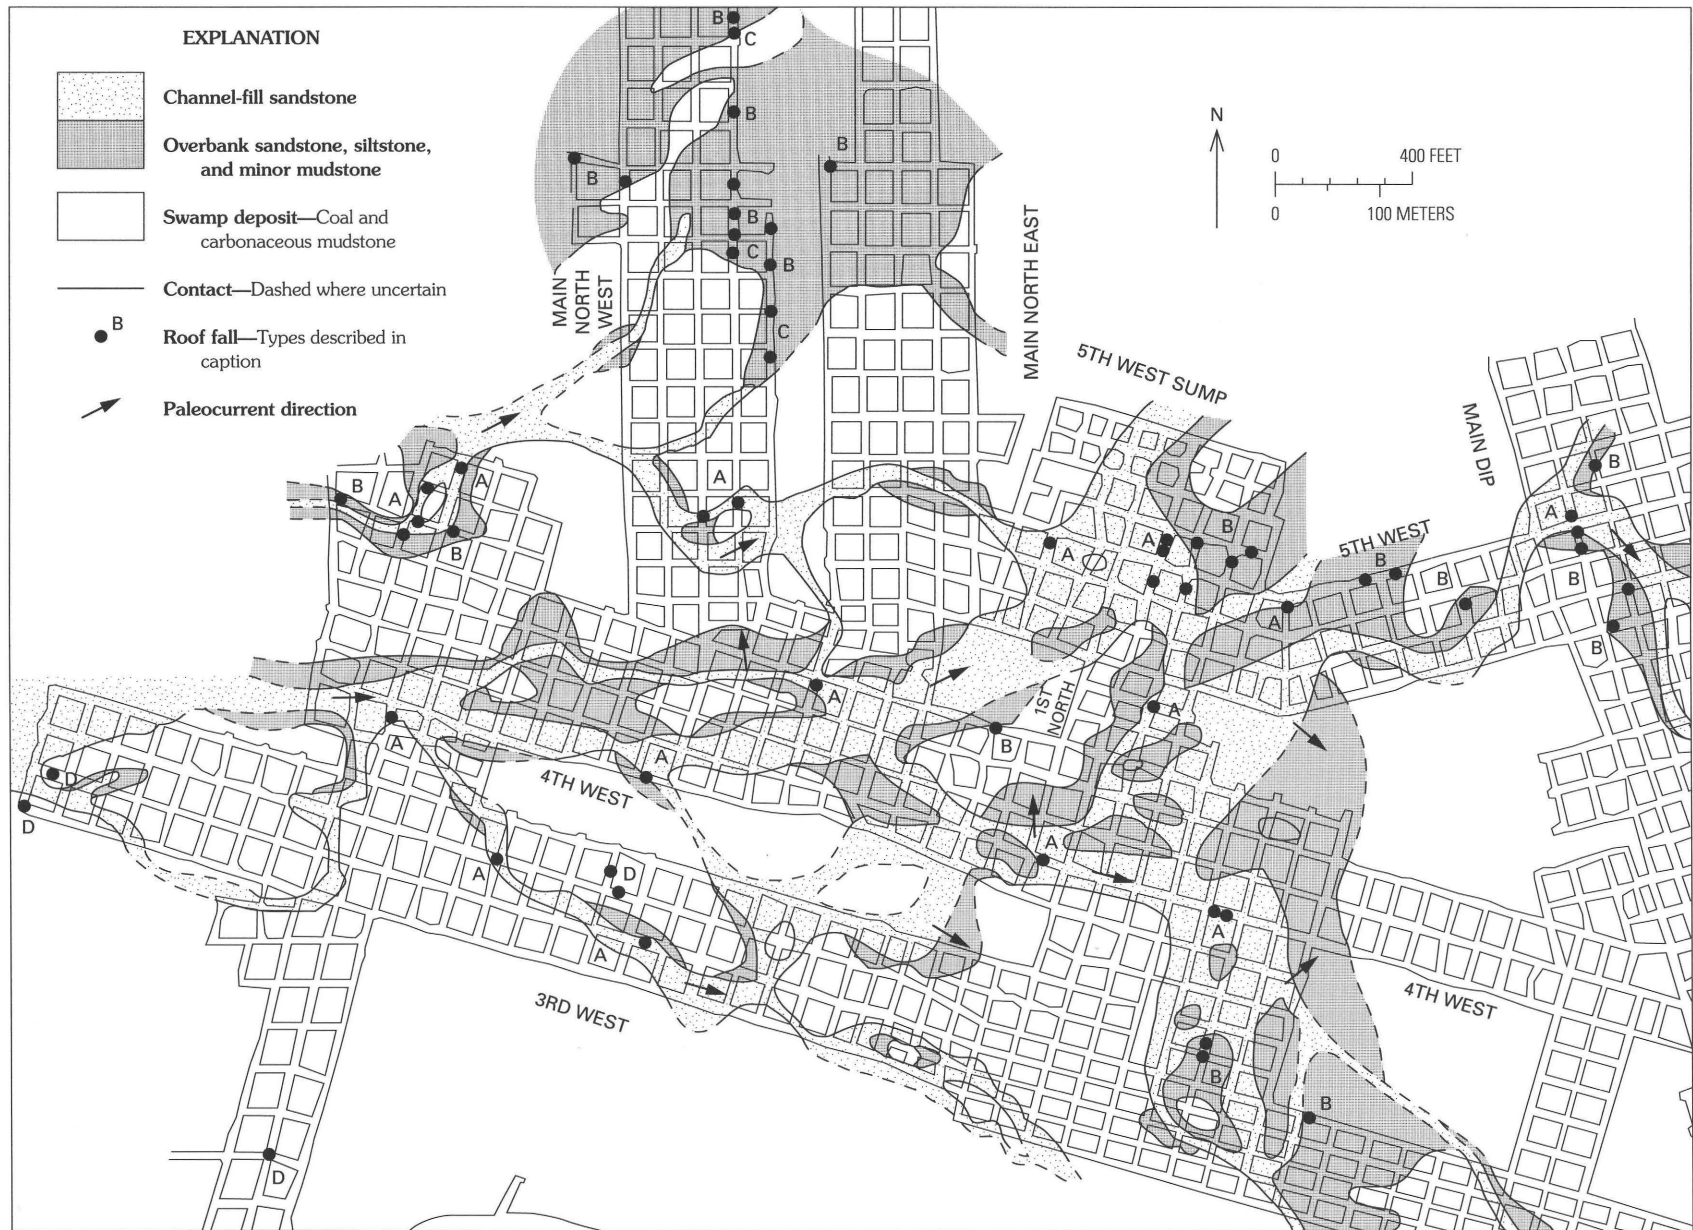 EXPLANATION
Channel-fill sandstone
Overbank sandstone, siltstone,
and minor mudstone
Swamp deposit—Coal and
carbonaceous mudstone
Contact—Dashed where uncertain
B
Roof fall—Types described in
caption
Paleocurrent direction
N
0 400 FEET
0 100 METERS
B
C
B
B
B
B
C
B
C
MAIN
NORTH
WEST
MAIN NORTH EAST
5TH WEST SUMP
MAIN DIP
5TH WEST
B
A
A
B
A
A
A
B
B
B
A
B
A
B
B
A
1ST
NORTH
A
B
A
A
A
4TH WEST
D
D
A
D
A
3RD WEST
A
A
4TH WEST
B
B
D